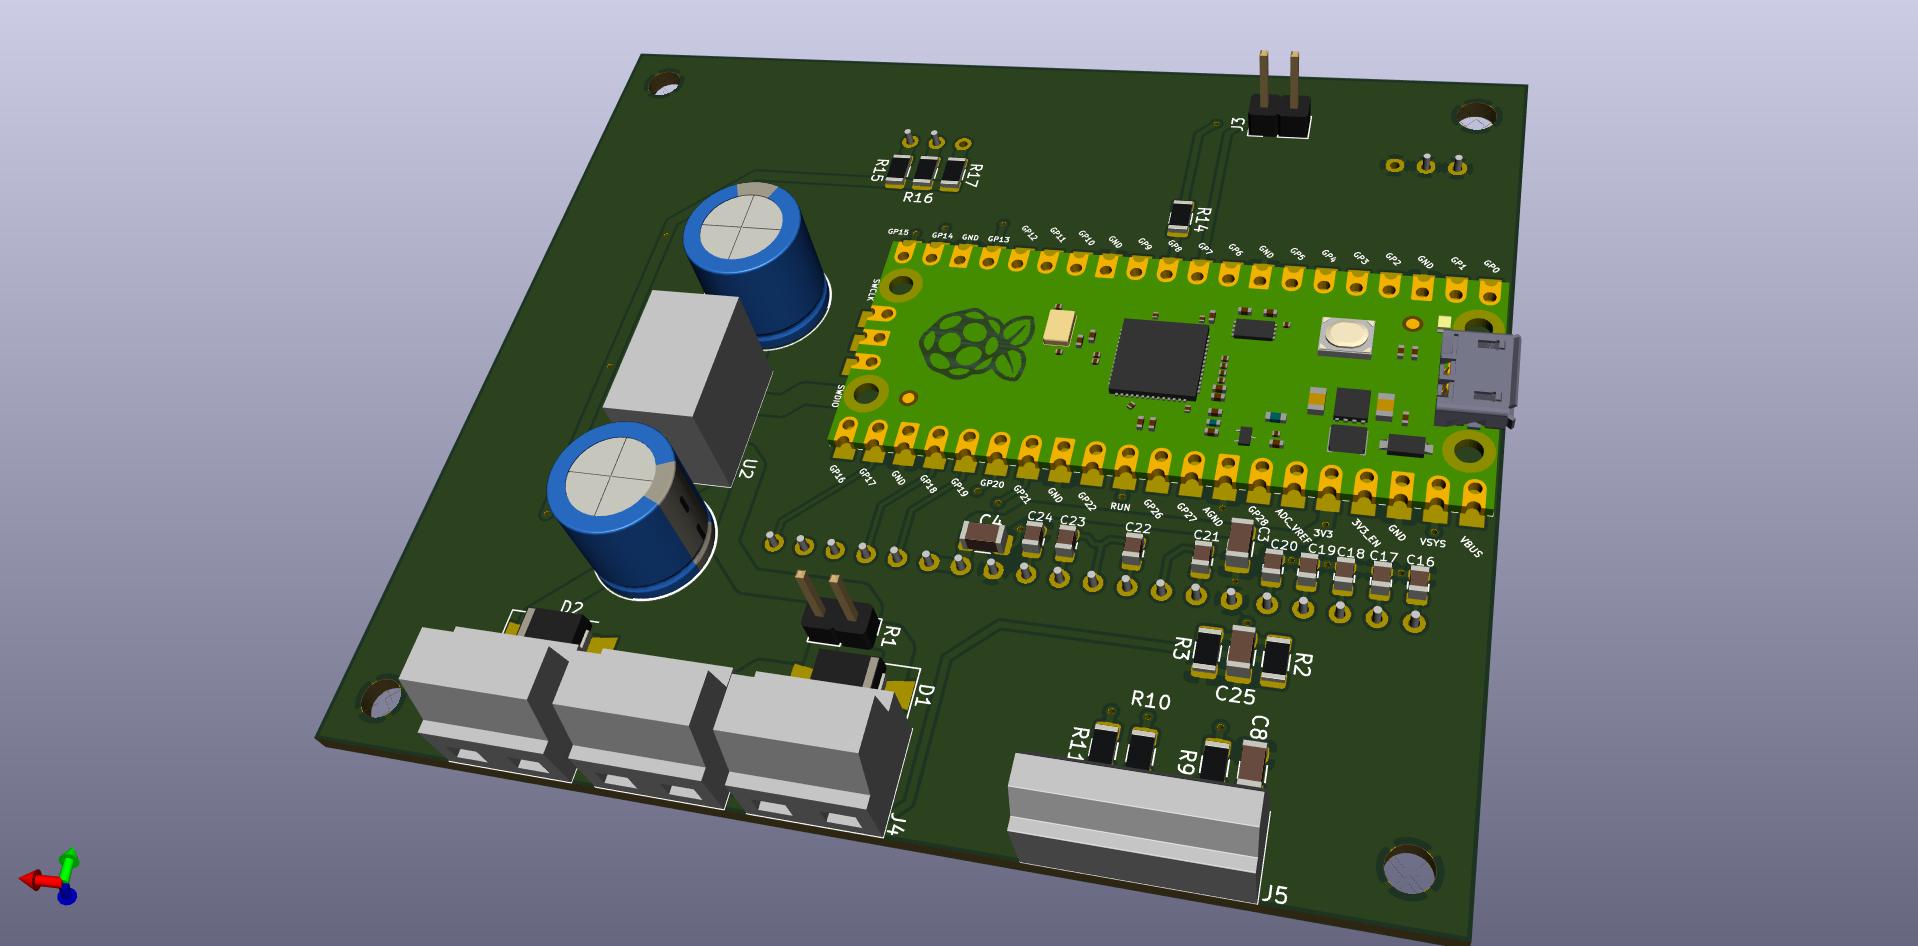 J3
R15
R17
R16
R14
GP15
GP14
GND
GP13
GP12
GP11
GP10
GND
GP9
GP8
GP7
GP6
GND
GP5
GP4
GP3
GP2
GND
GP1
GP0
SWCLK
SWDIO
U2
GP16
GP17
GND
GP18
GP19
GP20
GP21
GND
GP22
RUN
GP26
GP27
AGND
GP28
ADC_VREF
3V3
3V3_EN
GND
VSYS
VBUS
C4
C24
C23
C22
C21
C3
C20
C19
C18
C17
C16
D2
R1
D1
R3
R2
C25
R10
R11
R9
C8
J4
J5